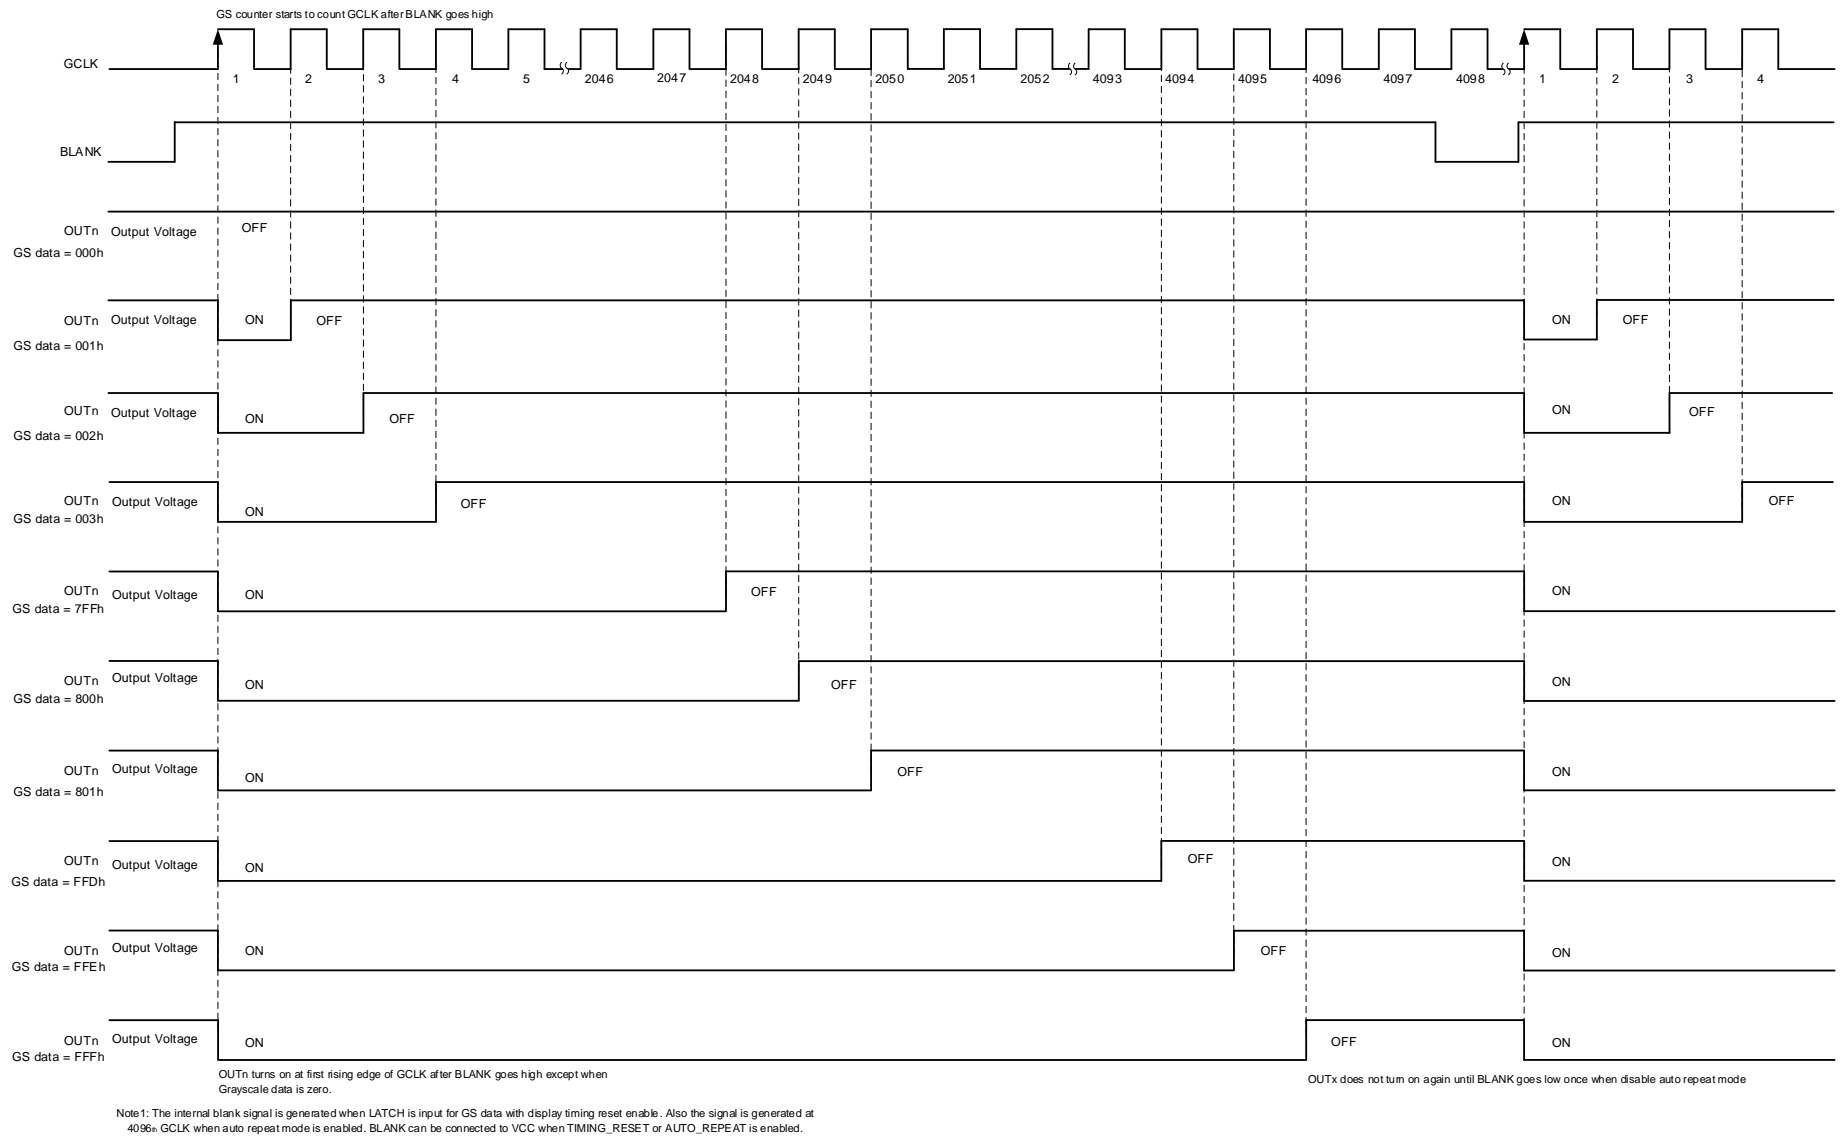 GS counter starts to count GCLK after BLANK goes high
GCLK
1 2 3 4 5 2046 2047 2048 2049 2050 2051 2052 4093 4094 4095 4096 4097 4098 1 2 3 4
BLANK
OUTn Output Voltage OFF
GS data = 000h
OUTn Output Voltage ON OFF ON OFF
GS data = 001h
OUTn Output Voltage ON OFF ON OFF
GS data = 002h
OUTn Output Voltage ON OFF ON OFF
GS data = 003h
OUTn Output Voltage ON OFF ON
GS data = 7FFh
OUTn Output Voltage ON OFF ON
GS data = 800h
OUTn Output Voltage ON OFF ON
GS data = 801h
OUTn Output Voltage ON OFF ON
GS data = FFDh
OUTn Output Voltage ON OFF ON
GS data = FFEh
OUTn Output Voltage ON OFF ON
GS data = FFFh
OUTn turns on at first rising edge of GCLK after BLANK goes high except when
Grayscale data is zero.
OUTx does not turn on again until BLANK goes low once when disable auto repeat mode
Note1: The internal blank signal is generated when LATCH is input for GS data with display timing reset enable. Also the signal is generated at
4096th GCLK when auto repeat mode is enabled. BLANK can be connected to VCC when TIMING_RESET or AUTO_REPEAT is enabled.